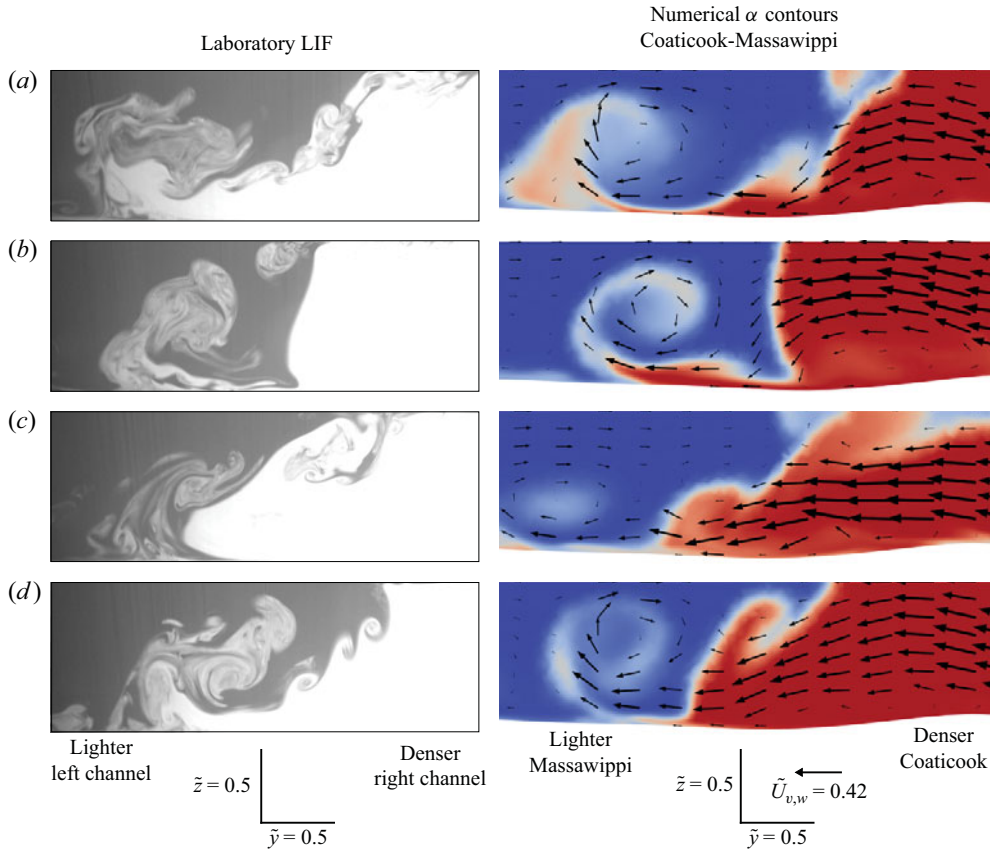 Laboratory LIF
Numerical α contours
Coaticook-Massawippi
(a)
(b)
(c)
(d)
Lighter
left channel
z̃ = 0.5
ỹ = 0.5
Denser
right channel
Lighter
Massawippi
z̃ = 0.5
ỹ = 0.5
Ũv,w = 0.42
Denser
Coaticook